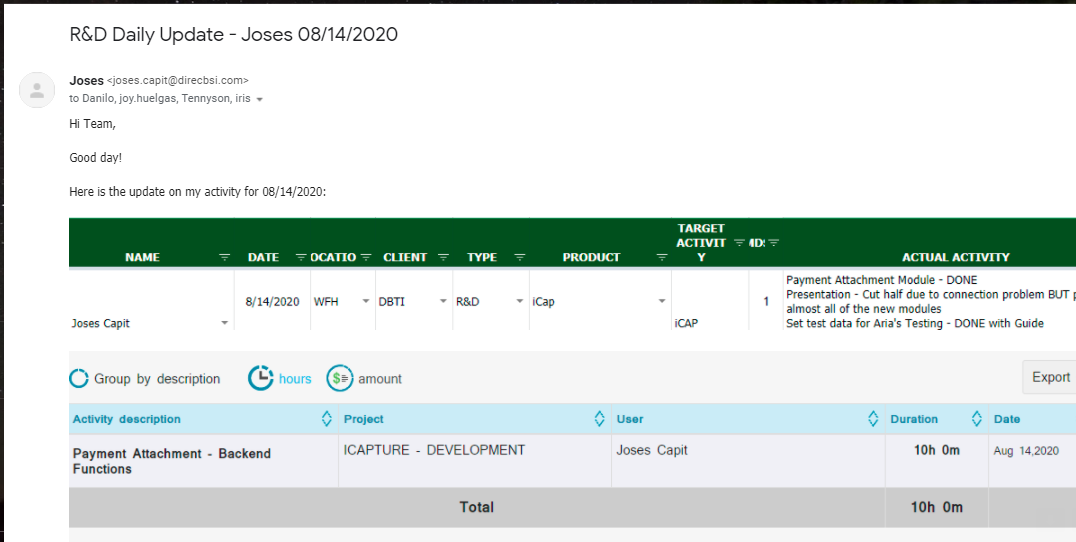 R&D Daily Update - Joses 08/14/2020
Joses <joses.capit@direcbsi.com>
to Danilo, joy.huelgas, Tennyson, iris
Hi Team,
Good day!
Here is the update on my activity for 08/14/2020:
NAME DATE OCATIO CLIENT TYPE PRODUCT TARGET ACTIVIT Y ACTUAL ACTIVITY
Joses Capit 8/14/2020 WFH DBTI R&D iCap iCAP 1
Payment Attachment Module - DONE
Presentation - Cut half due to connection problem BUT
almost all of the new modules
Set test data for Aria's Testing - DONE with Guide
Group by description hours $ amount Export
Activity description Project User Duration Date
Payment Attachment - Backend Functions ICAPTURE - DEVELOPMENT Joses Capit 10h 0m Aug 14,2020
Total 10h 0m